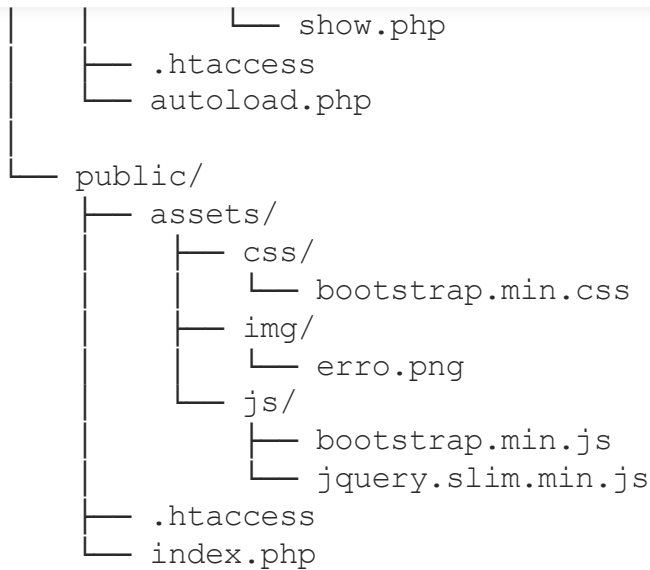 show.php
.htaccess
autoload.php
public/
assets/
css/
bootstrap.min.css
img/
erro.png
js/
bootstrap.min.js
jquery.slim.min.js
.htaccess
index.php